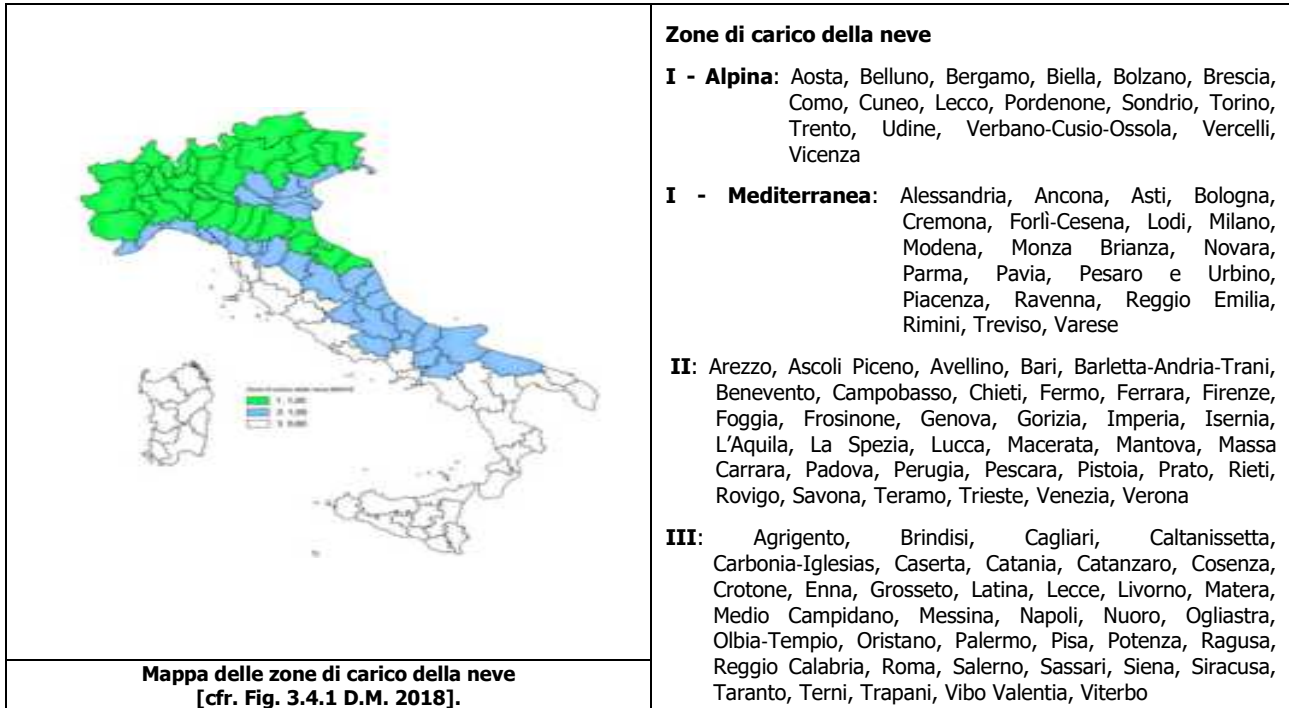 Zone di carico della neve
I - Alpina: Aosta, Belluno, Bergamo, Biella, Bolzano, Brescia,
Como, Cuneo, Lecco, Pordenone, Sondrio, Torino,
Trento, Udine, Verbano-Cusio-Ossola, Vercelli,
Vicenza
I - Mediterranea: Alessandria, Ancona, Asti, Bologna,
Cremona, Forlì-Cesena, Lodi, Milano,
Modena, Monza Brianza, Novara,
Parma, Pavia, Pesaro e Urbino,
Piacenza, Ravenna, Reggio Emilia,
Rimini, Treviso, Varese
II: Arezzo, Ascoli Piceno, Avellino, Bari, Barletta-Andria-Trani,
Benevento, Campobasso, Chieti, Fermo, Ferrara, Firenze,
Foggia, Frosinone, Genova, Gorizia, Imperia, Isernia,
L'Aquila, La Spezia, Lucca, Macerata, Mantova, Massa
Carrara, Padova, Perugia, Pescara, Pistoia, Prato, Rieti,
Rovigo, Savona, Teramo, Trieste, Venezia, Verona
III: Agrigento, Brindisi, Cagliari, Caltanissetta,
Carbonia-Iglesias, Caserta, Catania, Catanzaro, Cosenza,
Crotone, Enna, Grosseto, Latina, Lecce, Livorno, Matera,
Medio Campidano, Messina, Napoli, Nuoro, Ogliastra,
Olbia-Tempio, Oristano, Palermo, Pisa, Potenza, Ragusa,
Reggio Calabria, Roma, Salerno, Sassari, Siena, Siracusa,
Taranto, Terni, Trapani, Vibo Valentia, Viterbo
Mappa delle zone di carico della neve
[cfr. Fig. 3.4.1 D.M. 2018].